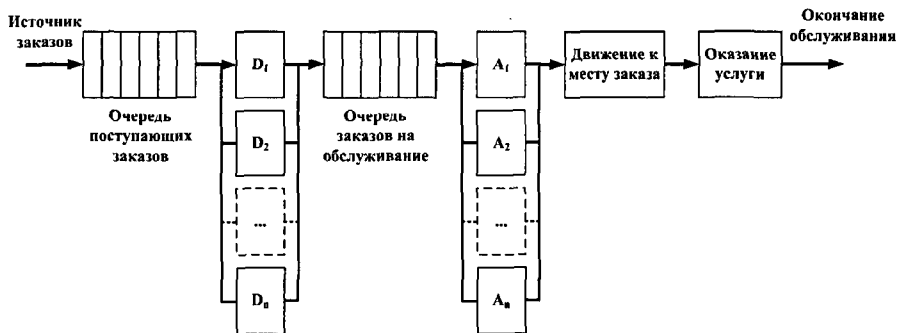 Источник
заказов
Очередь
поступающих
заказов
D₁
D₂
...
Dₙ
Очередь
заказов на
обслуживание
A₁
A₂
...
Aₙ
Движение к
месту заказа
Оказание
услуги
Окончание
обслуживания